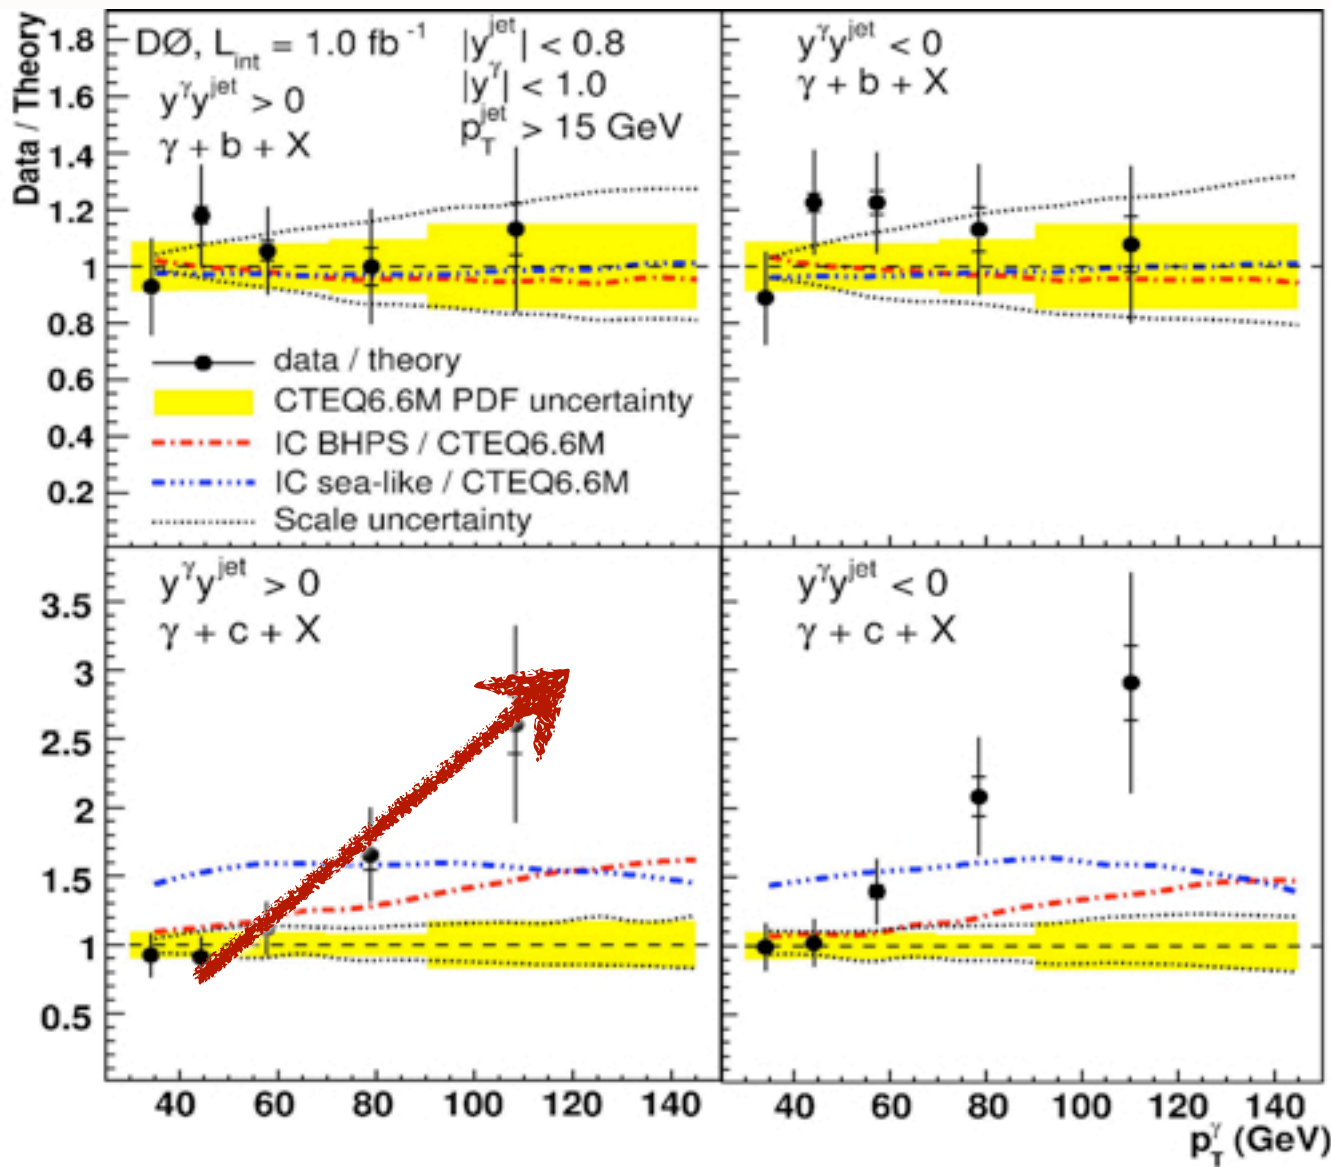 Data / Theory
DØ, L_int = 1.0 fb^-1
y^γ y^jet > 0
γ + b + X
|y^jet| < 0.8
|y^γ| < 1.0
p_T^jet > 15 GeV
1.8
1.6
1.4
1.2
1
0.8
0.6
0.4
0.2
data / theory
CTEQ6.6M PDF uncertainty
IC BHPS / CTEQ6.6M
IC sea-like / CTEQ6.6M
Scale uncertainty
y^γ y^jet < 0
γ + b + X
y^γ y^jet > 0
γ + c + X
3.5
3
2.5
2
1.5
1
0.5
y^γ y^jet < 0
γ + c + X
40 60 80 100 120 140
40 60 80 100 120 140
p_T^γ (GeV)